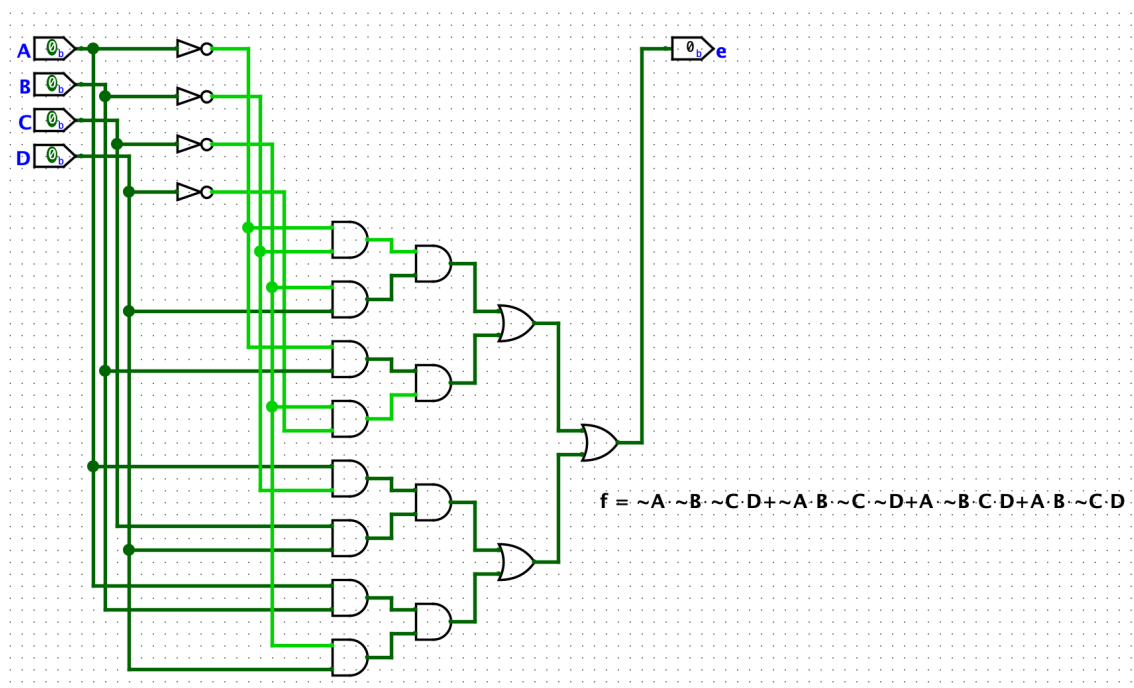 A 0b
B 0b
C 0b
D 0b
0b e
f = ~A·~B·~C·D+~A·B·~C·~D+A·~B·C·D+A·B·~C·D